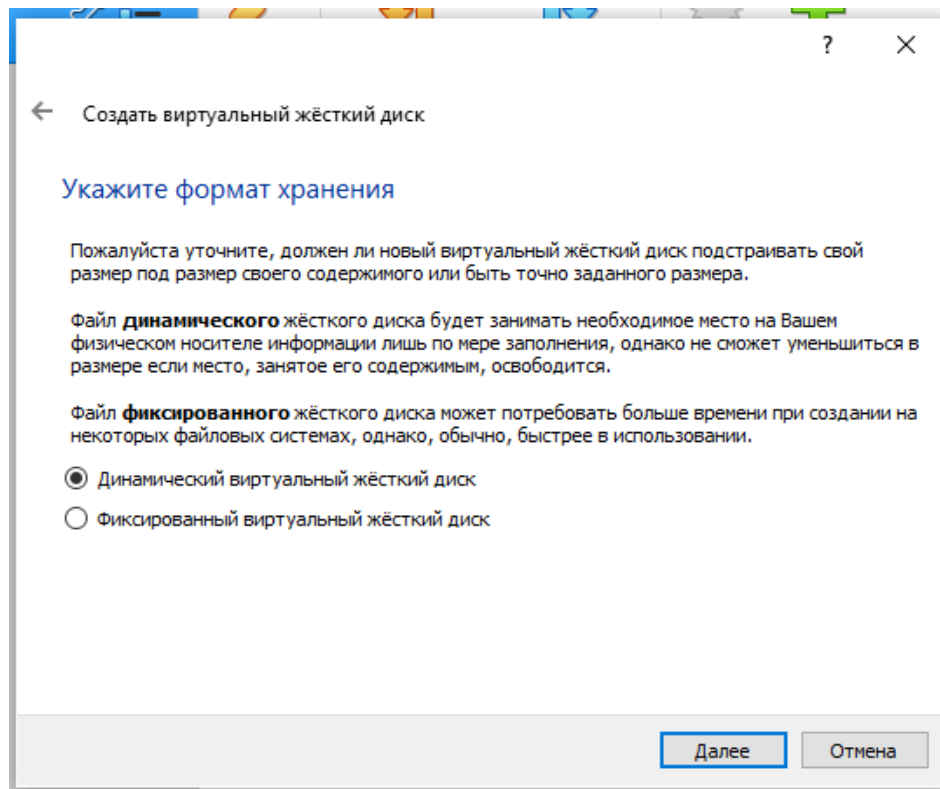 ?
Создать виртуальный жёсткий диск
Укажите формат хранения
Пожалуйста уточните, должен ли новый виртуальный жёсткий диск подстраивать свой
размер под размер своего содержимого или быть точно заданного размера.
Файл динамического жёсткого диска будет занимать необходимое место на Вашем
физическом носителе информации лишь по мере заполнения, однако не сможет уменьшиться в
размере если место, занятое его содержимым, освободится.
Файл фиксированного жёсткого диска может потребовать больше времени при создании на
некоторых файловых системах, однако, обычно, быстрее в использовании.
Динамический виртуальный жёсткий диск
Фиксированный виртуальный жёсткий диск
Далее Отмена